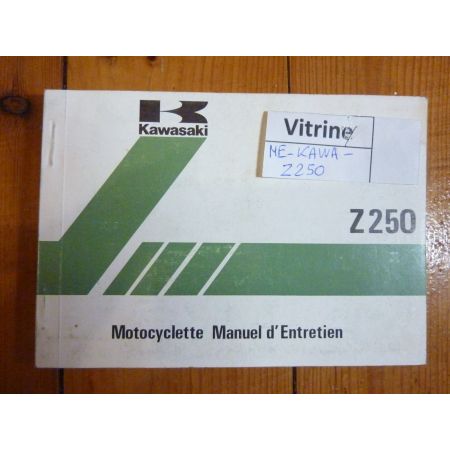 Kawasaki
Vitrine
ME-KAWA-
Z250
Z250
Motocyclette Manuel d'Entretien